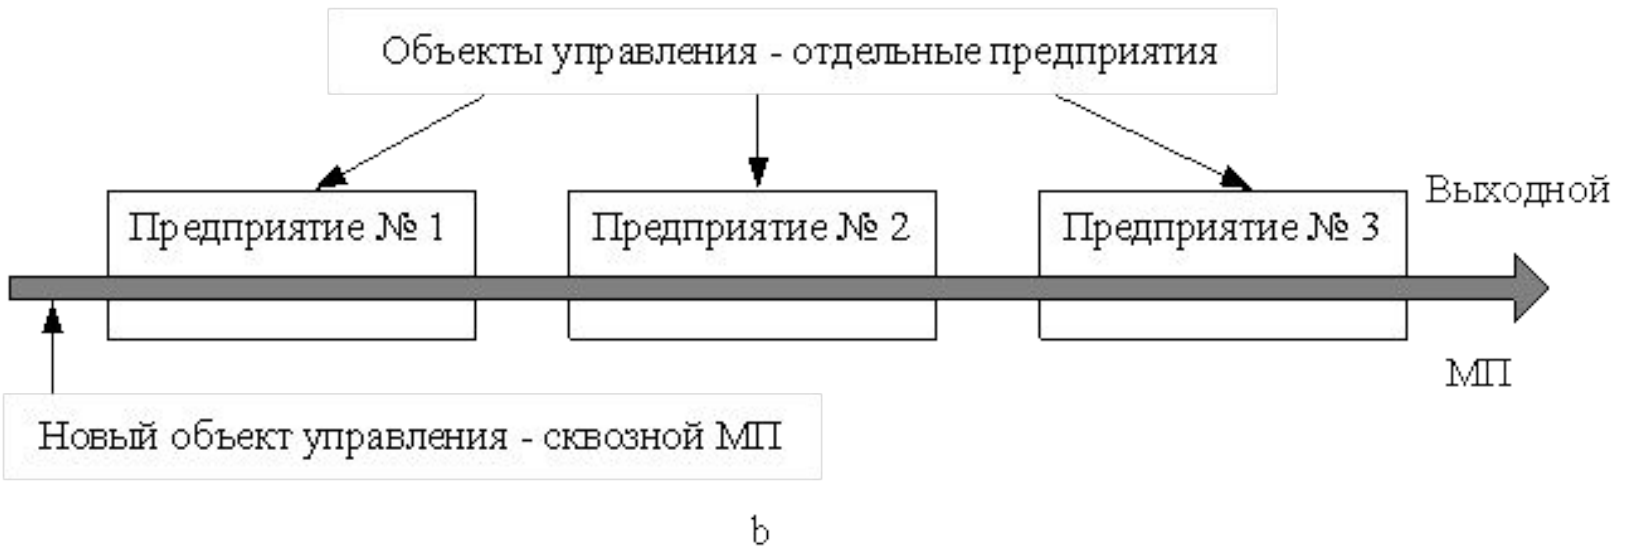 Объекты управления - отдельные предприятия
Предприятие № 1
Предприятие № 2
Предприятие № 3
Выходной
МП
Новый объект управления - сквозной МП
b